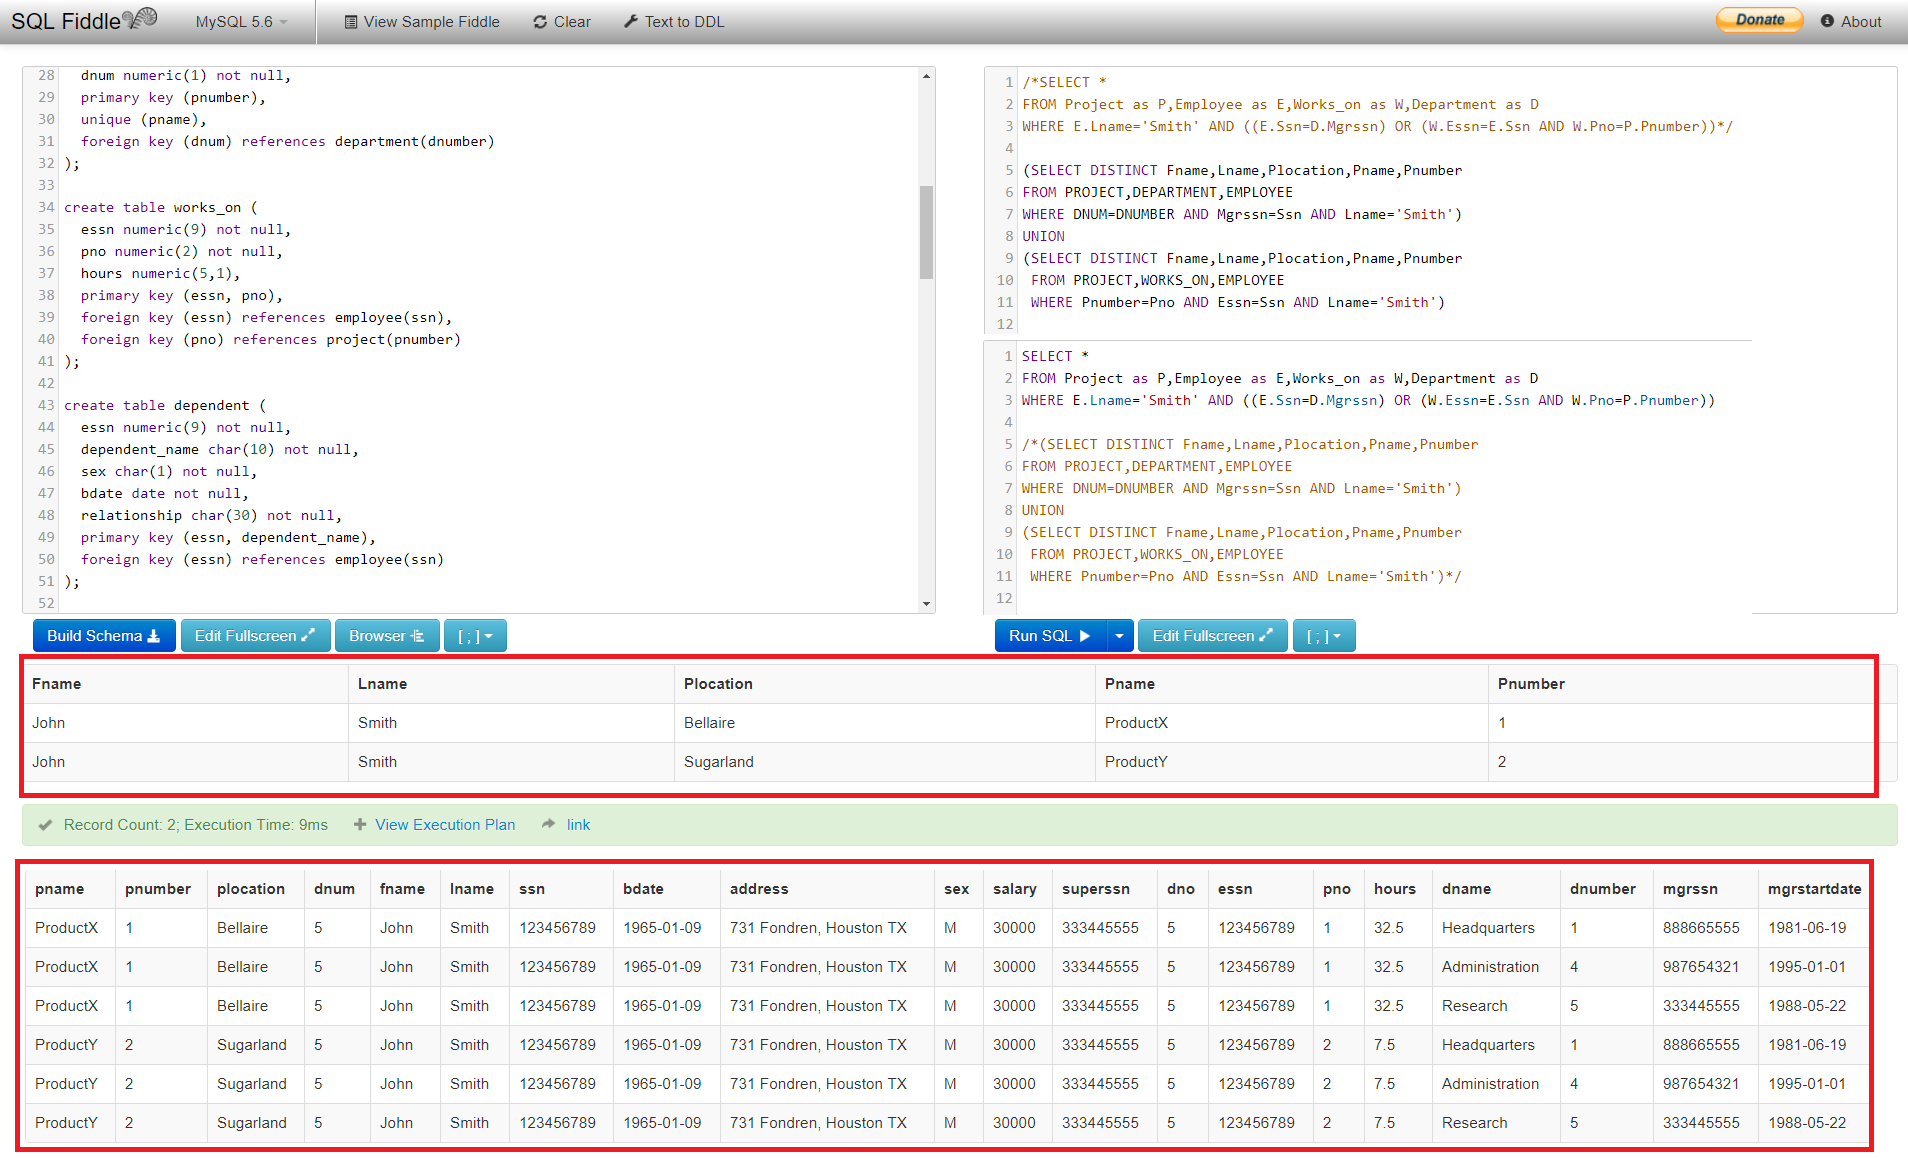 SQL Fiddle MySQL 5.6 View Sample Fiddle Clear Text to DDL Donate About
28 dnum numeric(1) not null,
29 primary key (pnumber),
30 unique (pname),
31 foreign key (dnum) references department(dnumber)
32 );
33
34 create table works_on (
35 essn numeric(9) not null,
36 pno numeric(2) not null,
37 hours numeric(5,1),
38 primary key (essn, pno),
39 foreign key (essn) references employee(ssn),
40 foreign key (pno) references project(pnumber)
41 );
42
43 create table dependent (
44 essn numeric(9) not null,
45 dependent_name char(10) not null,
46 sex char(1) not null,
47 bdate date not null,
48 relationship char(30) not null,
49 primary key (essn, dependent_name),
50 foreign key (essn) references employee(ssn)
51 );
52
1 /*SELECT *
2 FROM Project as P,Employee as E,Works_on as W,Department as D
3 WHERE E.Lname='Smith' AND ((E.Ssn=D.Mgrssn) OR (W.Essn=E.Ssn AND W.Pno=P.Pnumber))*/
4
5 (SELECT DISTINCT Fname,Lname,Plocation,Pname,Pnumber
6 FROM PROJECT,DEPARTMENT,EMPLOYEE
7 WHERE DNUM=DNUMBER AND Mgrssn=Ssn AND Lname='Smith')
8 UNION
9 (SELECT DISTINCT Fname,Lname,Plocation,Pname,Pnumber
10 FROM PROJECT,WORKS_ON,EMPLOYEE
11 WHERE Pnumber=Pno AND Essn=Ssn AND Lname='Smith')
12
1 SELECT *
2 FROM Project as P,Employee as E,Works_on as W,Department as D
3 WHERE E.Lname='Smith' AND ((E.Ssn=D.Mgrssn) OR (W.Essn=E.Ssn AND W.Pno=P.Pnumber))
4
5 /*(SELECT DISTINCT Fname,Lname,Plocation,Pname,Pnumber
6 FROM PROJECT,DEPARTMENT,EMPLOYEE
7 WHERE DNUM=DNUMBER AND Mgrssn=Ssn AND Lname='Smith')
8 UNION
9 (SELECT DISTINCT Fname,Lname,Plocation,Pname,Pnumber
10 FROM PROJECT,WORKS_ON,EMPLOYEE
11 WHERE Pnumber=Pno AND Essn=Ssn AND Lname='Smith')*/
12
Build Schema Edit Fullscreen Browser [ ; ] Run SQL Edit Fullscreen [ ; ]
Fname Lname Plocation Pname Pnumber
John Smith Bellaire ProductX 1
John Smith Sugarland ProductY 2
Record Count: 2; Execution Time: 9ms View Execution Plan link
pname pnumber plocation dnum fname lname ssn bdate address sex salary superssn dno essn pno hours dname dnumber mgrssn mgrstartdate
ProductX 1 Bellaire 5 John Smith 123456789 1965-01-09 731 Fondren, Houston TX M 30000 333445555 5 123456789 1 32.5 Headquarters 1 888665555 1981-06-19
ProductX 1 Bellaire 5 John Smith 123456789 1965-01-09 731 Fondren, Houston TX M 30000 333445555 5 123456789 1 32.5 Administration 4 987654321 1995-01-01
ProductX 1 Bellaire 5 John Smith 123456789 1965-01-09 731 Fondren, Houston TX M 30000 333445555 5 123456789 1 32.5 Research 5 333445555 1988-05-22
ProductY 2 Sugarland 5 John Smith 123456789 1965-01-09 731 Fondren, Houston TX M 30000 333445555 5 123456789 2 7.5 Headquarters 1 888665555 1981-06-19
ProductY 2 Sugarland 5 John Smith 123456789 1965-01-09 731 Fondren, Houston TX M 30000 333445555 5 123456789 2 7.5 Administration 4 987654321 1995-01-01
ProductY 2 Sugarland 5 John Smith 123456789 1965-01-09 731 Fondren, Houston TX M 30000 333445555 5 123456789 2 7.5 Research 5 333445555 1988-05-22